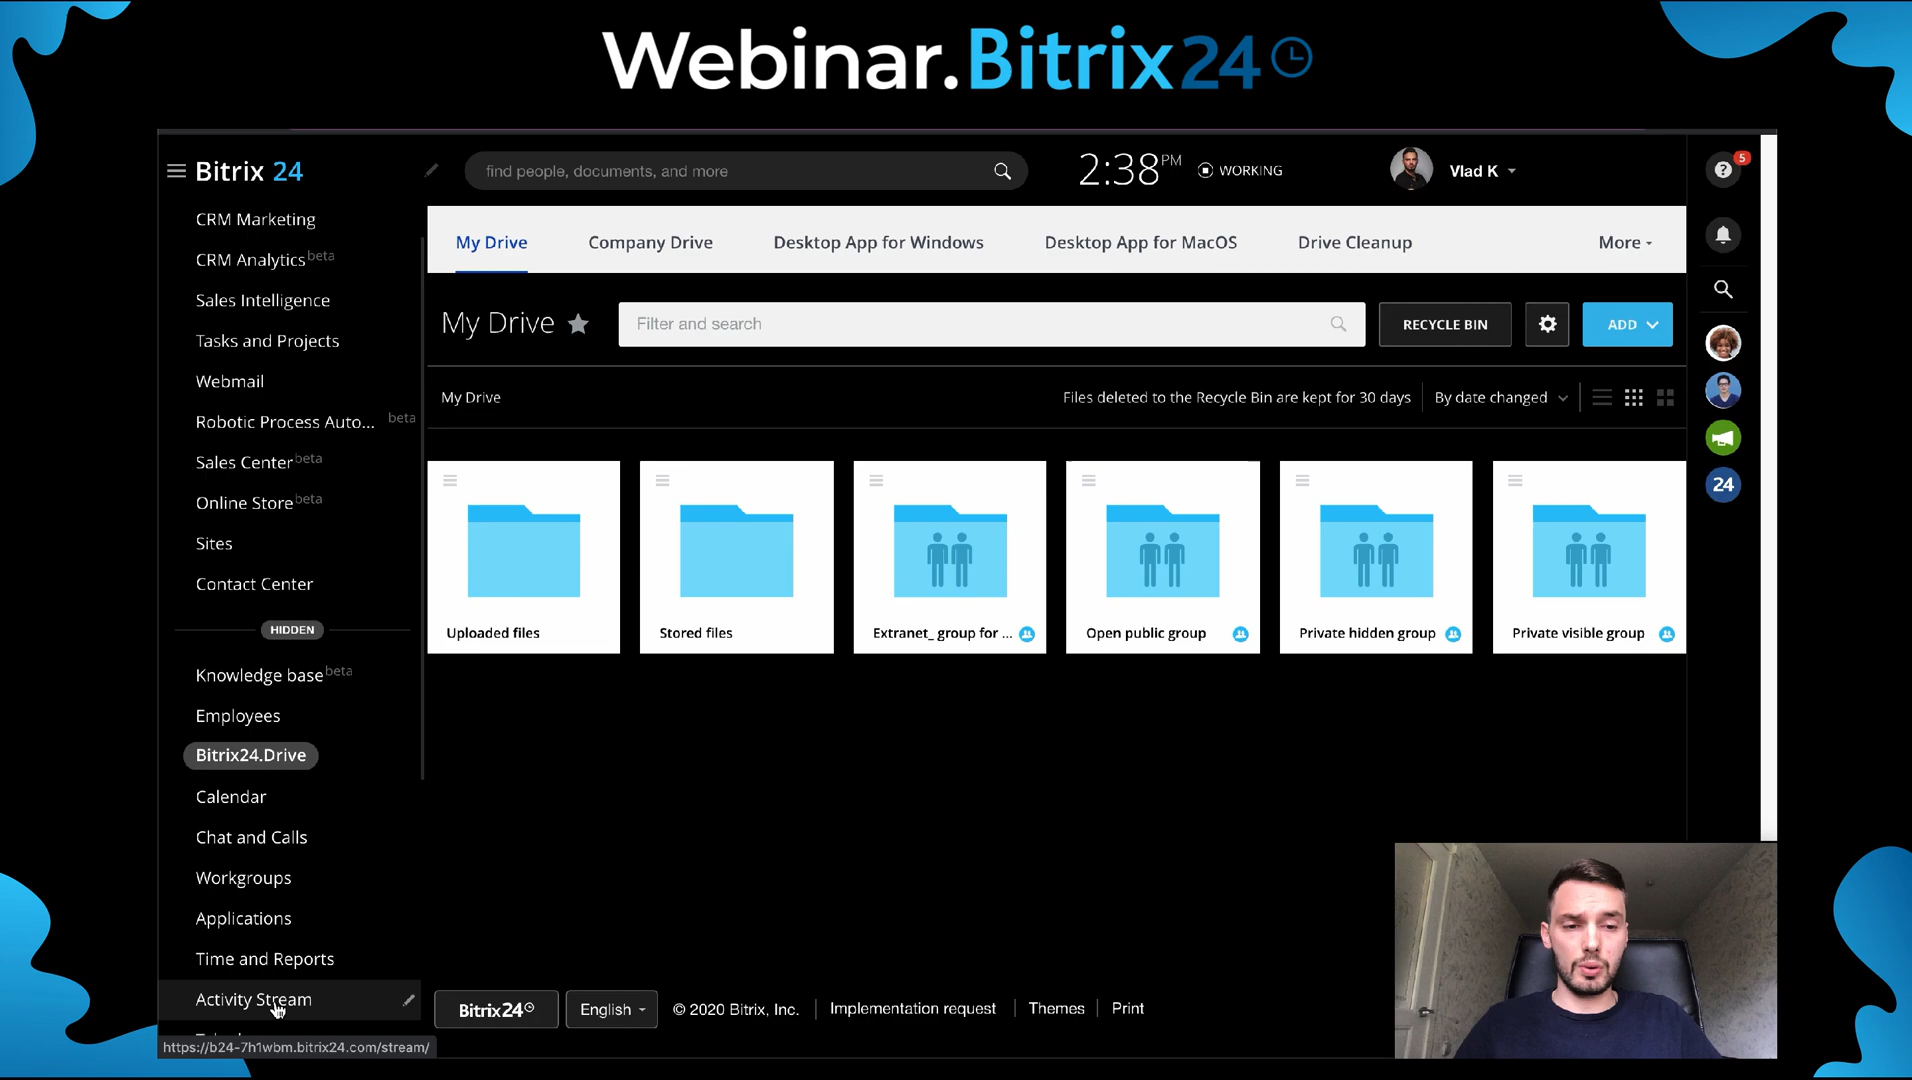 Webinar.Bitrix24
Bitrix 24
find people, documents, and more
2:38 PM
WORKING
Vlad K
5
CRM Marketing
CRM Analytics beta
Sales Intelligence
Tasks and Projects
Webmail
Robotic Process Auto... beta
Sales Center beta
Online Store beta
Sites
Contact Center
HIDDEN
Knowledge base beta
Employees
Bitrix24.Drive
Calendar
Chat and Calls
Workgroups
Applications
Time and Reports
Activity Stream
https://b24-7h1wbm.bitrix24.com/stream/
My Drive
Company Drive
Desktop App for Windows
Desktop App for MacOS
Drive Cleanup
More
My Drive
Filter and search
RECYCLE BIN
ADD
My Drive
Files deleted to the Recycle Bin are kept for 30 days
By date changed
Uploaded files
Stored files
Extranet_ group for ...
Open public group
Private hidden group
Private visible group
24
Bitrix24
English
© 2020 Bitrix, Inc.
Implementation request
Themes
Print